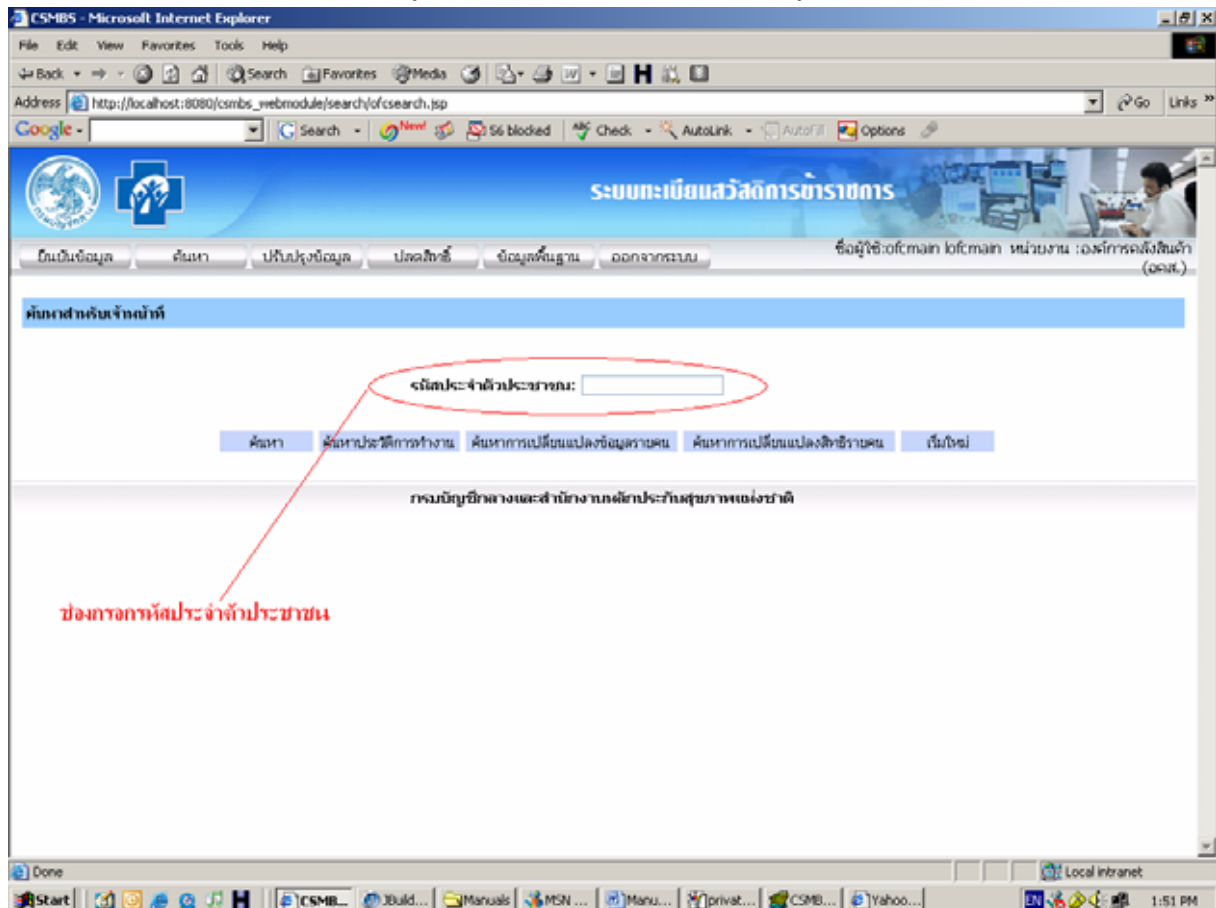 CSMBS - Microsoft Internet Explorer
File Edit View Favorites Tools Help
Back Search Favorites Media
Address http://localhost:8080/csmbs_webmodule/search/ofcsearch.jsp Go Links »
Google Search New! 56 blocked Check AutoLink AutoFill Options
ระบบทะเบียนสวัสดิการข้าราชการ
ยืนยันข้อมูล ค้นหา ปรับปรุงข้อมูล ปลดสิทธิ์ ข้อมูลพื้นฐาน ออกจากระบบ ชื่อผู้ใช้:ofcmain lofcmain หน่วยงาน :องค์การคลังสินค้า
(อคส.)
ค้นหาสำหรับเจ้าหน้าที่
รหัสประจำตัวประชาชน:
ค้นหา ค้นหาประวัติการทำงาน ค้นหาการเปลี่ยนแปลงข้อมูลรายคน ค้นหาการเปลี่ยนแปลงสิทธิรายคน เริ่มใหม่
กรมบัญชีกลางและสำนักงานหลักประกันสุขภาพแห่งชาติ
ช่องกรอกรหัสประจำตัวประชาชน
Done Local intranet
Start CSMB... JBuild... Manuals MSN ... Manu... privat... CSMB... Yahoo... EN 1:51 PM